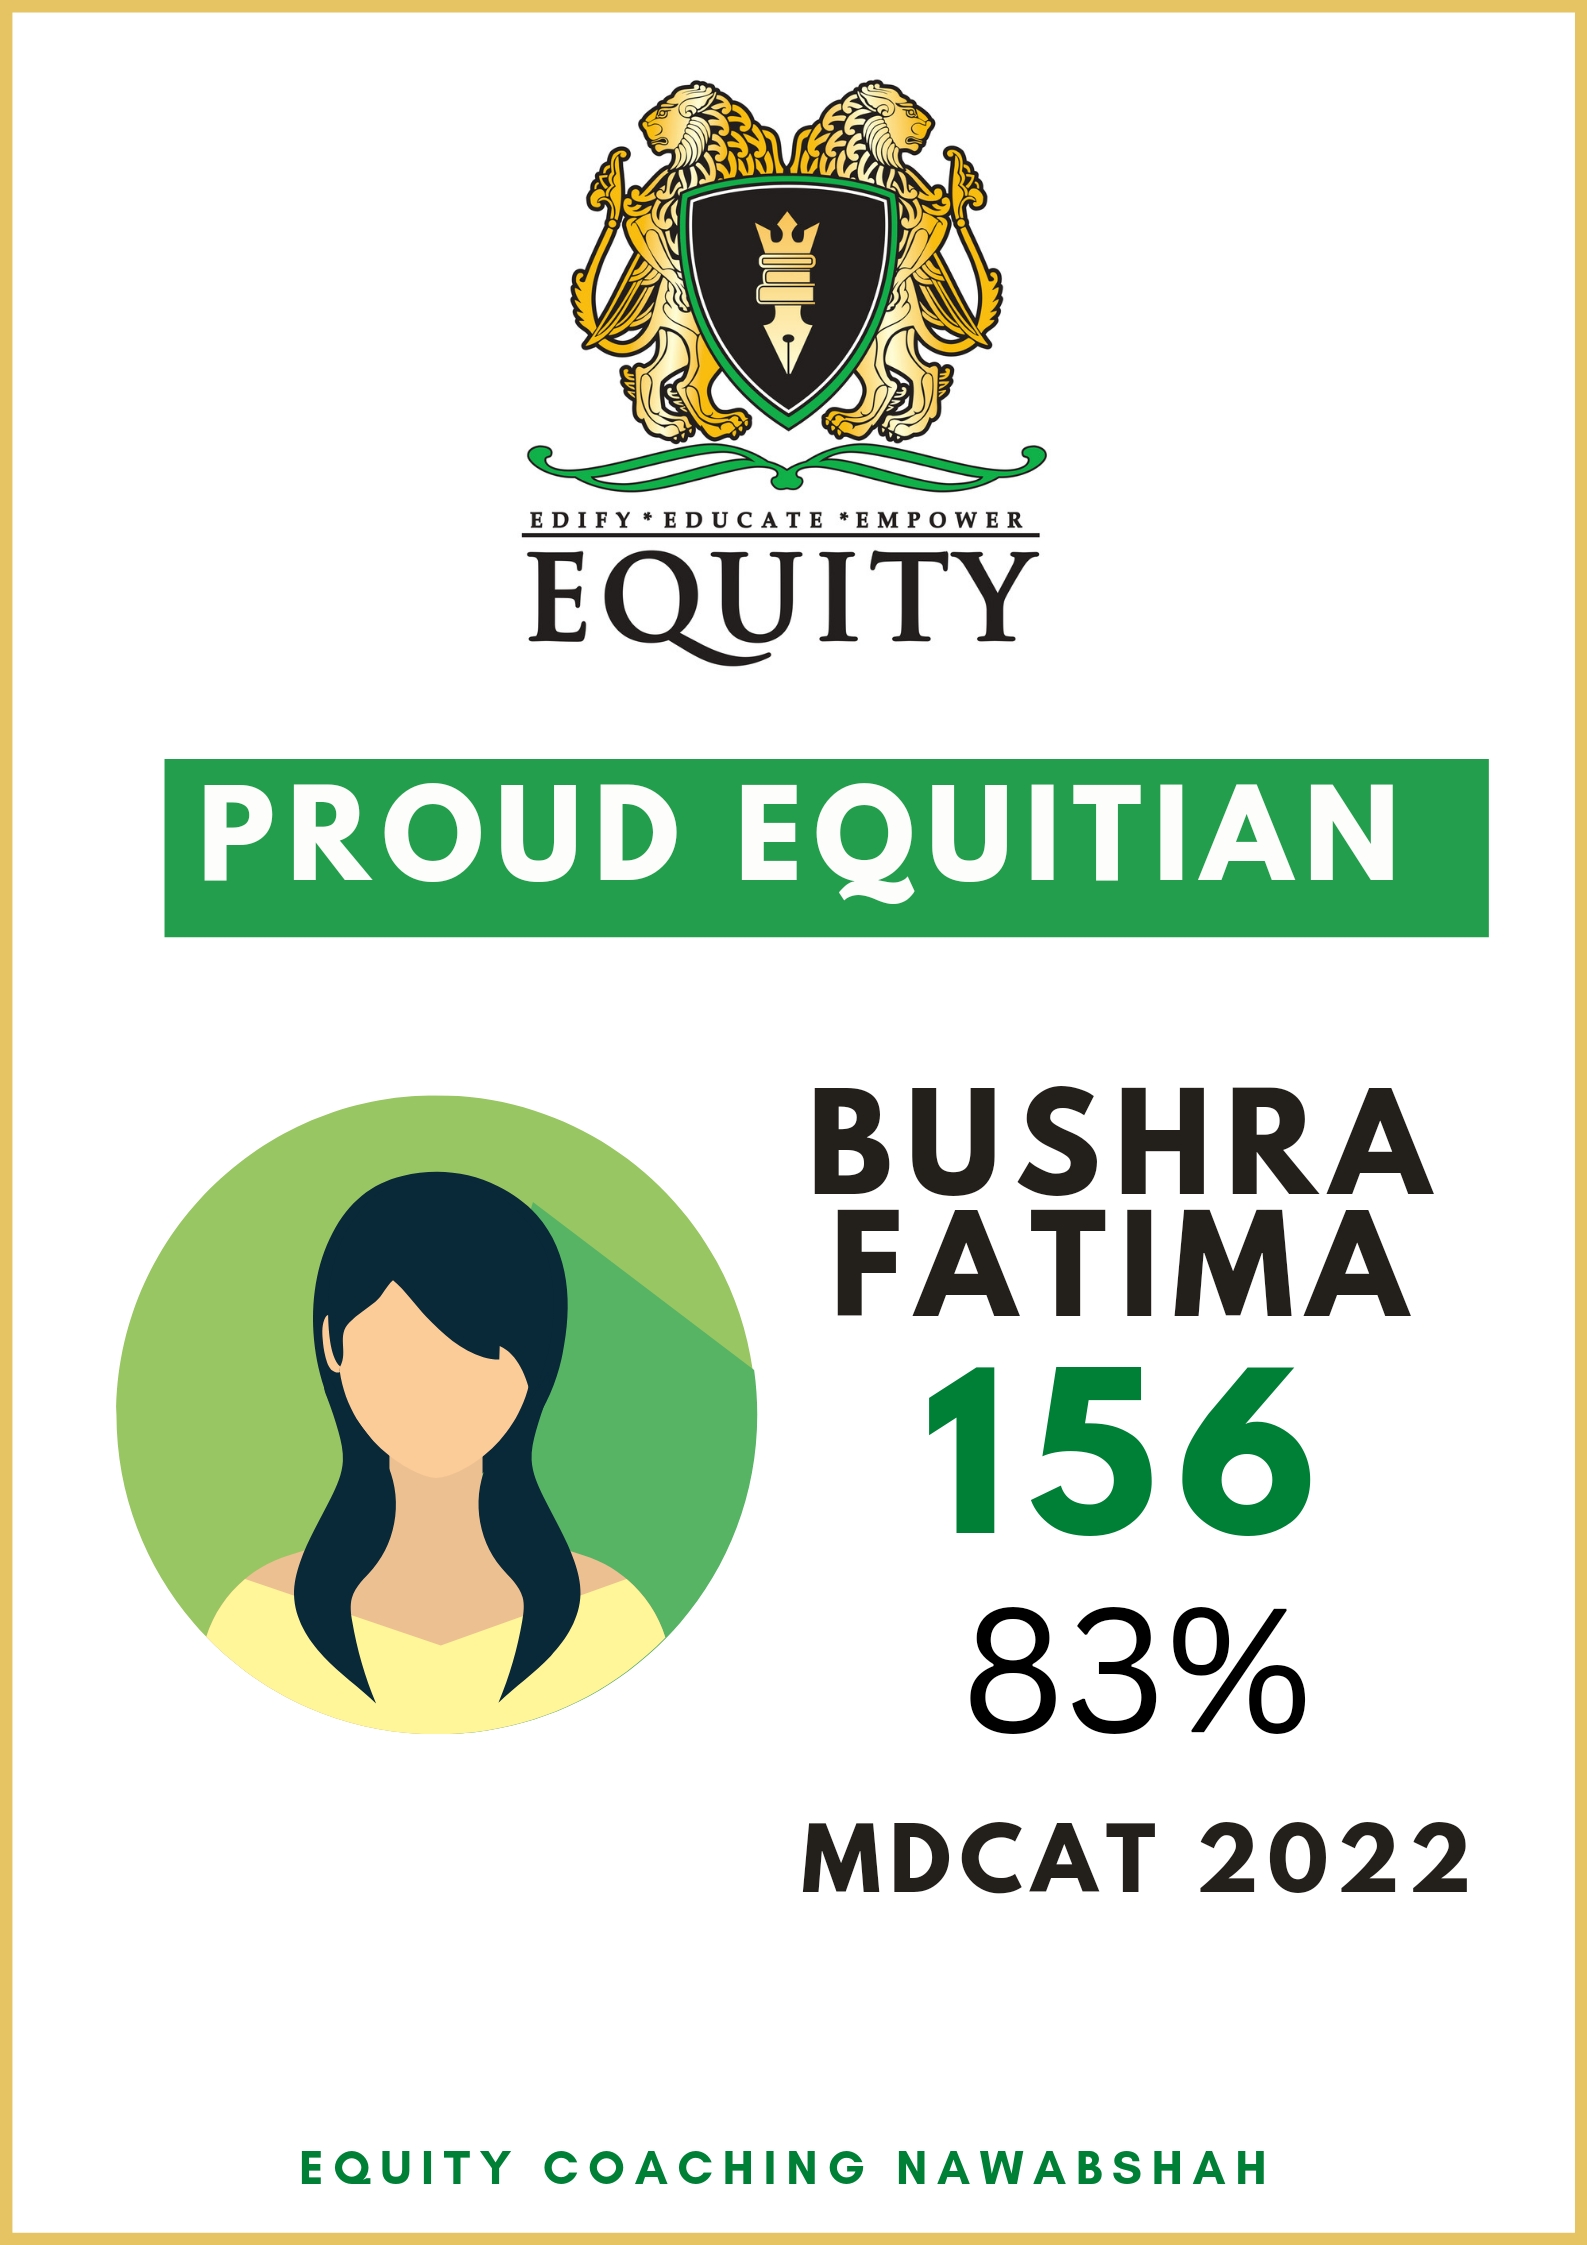 EDIFY * EDUCATE * EMPOWER
EQUITY
PROUD EQUITIAN
BUSHRA
FATIMA
156
83%
MDCAT 2022
EQUITY COACHING NAWABSHAH